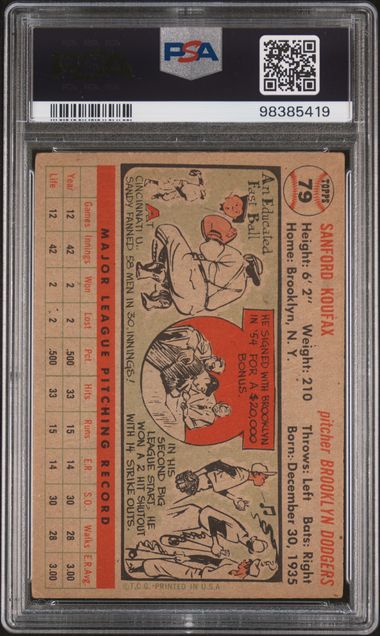 PSA
98385419
TOPPS
79
SANFORD KOUFAX
pitcher BROOKLYN DODGERS
Height: 6' 2" Weight: 210 Throws: Left Bats: Right
Home: Brooklyn, N. Y. Born: December 30, 1935
An Educated
Fast Ball
AT
CINCINNATI U.
SANDY FANNED 58 MEN IN 30 INNINGS!
HE SIGNED WITH BROOKLYN
IN '54 FOR A $20,000
BONUS.
IN HIS
SECOND BIG
LEAGUE START, HE
WON A 2 HIT SHUTOUT
WITH 14 STRIKE OUTS.
MAJOR LEAGUE PITCHING RECORD
Games Innings Won Lost Pct. Hits Runs E.R. S.O. Walks E.R.Avg.
Year 12 42 2 2 .500 33 15 14 30 28 3.00
Life 12 42 2 2 .500 33 15 14 30 28 3.00
© T.C.G. - PRINTED IN U.S.A.